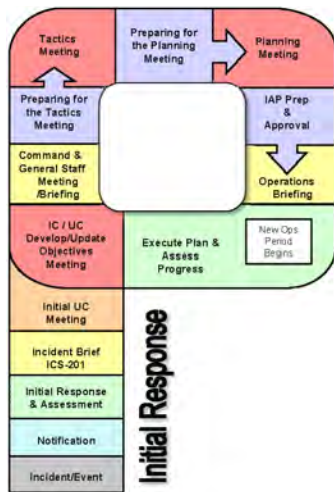 Tactics
Meeting
Preparing for
the Planning
Meeting
Planning
Meeting
Preparing for
the Tactics
Meeting
IAP Prep
&
Approval
Command &
General Staff
Meeting
/Briefing
Operations
Briefing
IC / UC
Develop/Update
Objectives
Meeting
Execute Plan &
Assess
Progress
New Ops
Period
Begins
Initial UC
Meeting
Incident Brief
ICS-201
Initial Response
& Assessment
Notification
Incident/Event
Initial Response